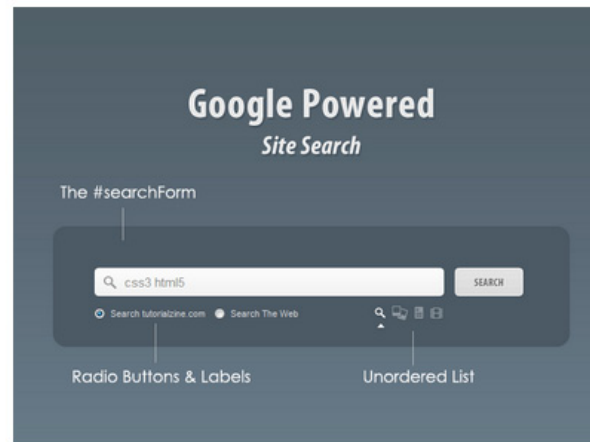 Google Powered
Site Search
The #searchForm
css3 html5
SEARCH
Search tutorialzine.com Search The Web
Radio Buttons & Labels
Unordered List